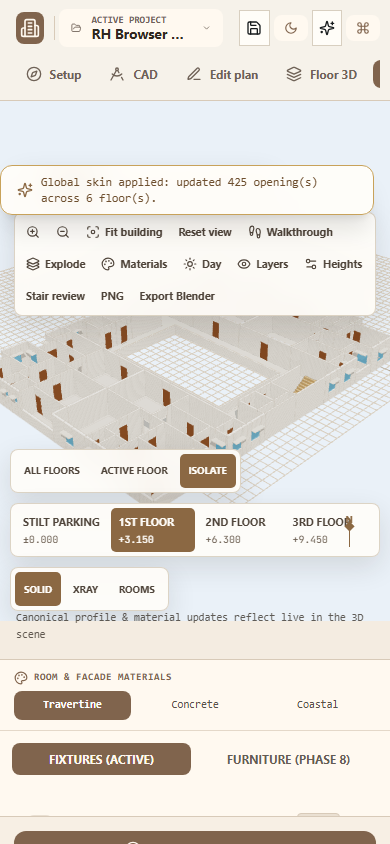 ACTIVE PROJECT
RH Browser ...
Setup CAD Edit plan Floor 3D
Global skin applied: updated 425 opening(s)
across 6 floor(s).
Fit building Reset view Walkthrough
Explode Materials Day Layers Heights
Stair review PNG Export Blender
ALL FLOORS ACTIVE FLOOR ISOLATE
STILT PARKING 1ST FLOOR 2ND FLOOR 3RD FLOOR
±0.000 +3.150 +6.300 +9.450
SOLID XRAY ROOMS
Canonical profile & material updates reflect live in the 3D
scene
ROOM & FACADE MATERIALS
Travertine Concrete Coastal
FIXTURES (ACTIVE) FURNITURE (PHASE 8)